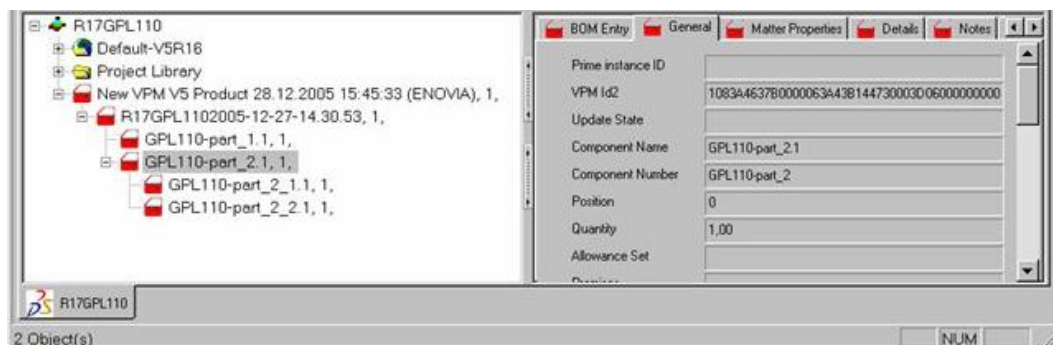 R17GPL110
Default-V5R16
Project Library
New VPM V5 Product 28.12.2005 15:45:33 (ENOVIA), 1,
R17GPL1102005-12-27-14.30.53, 1,
GPL110-part_1.1, 1,
GPL110-part_2.1, 1,
GPL110-part_2_1.1, 1,
GPL110-part_2_2.1, 1,
BOM Entry General Matter Properties Details Notes
Prime instance ID
VPM Id2 1083A4637B0000063A43B144730003D06000000000
Update State
Component Name GPL110-part_2.1
Component Number GPL110-part_2
Position 0
Quantity 1,00
Allowance Set
R17GPL110
2 Object(s) NUM